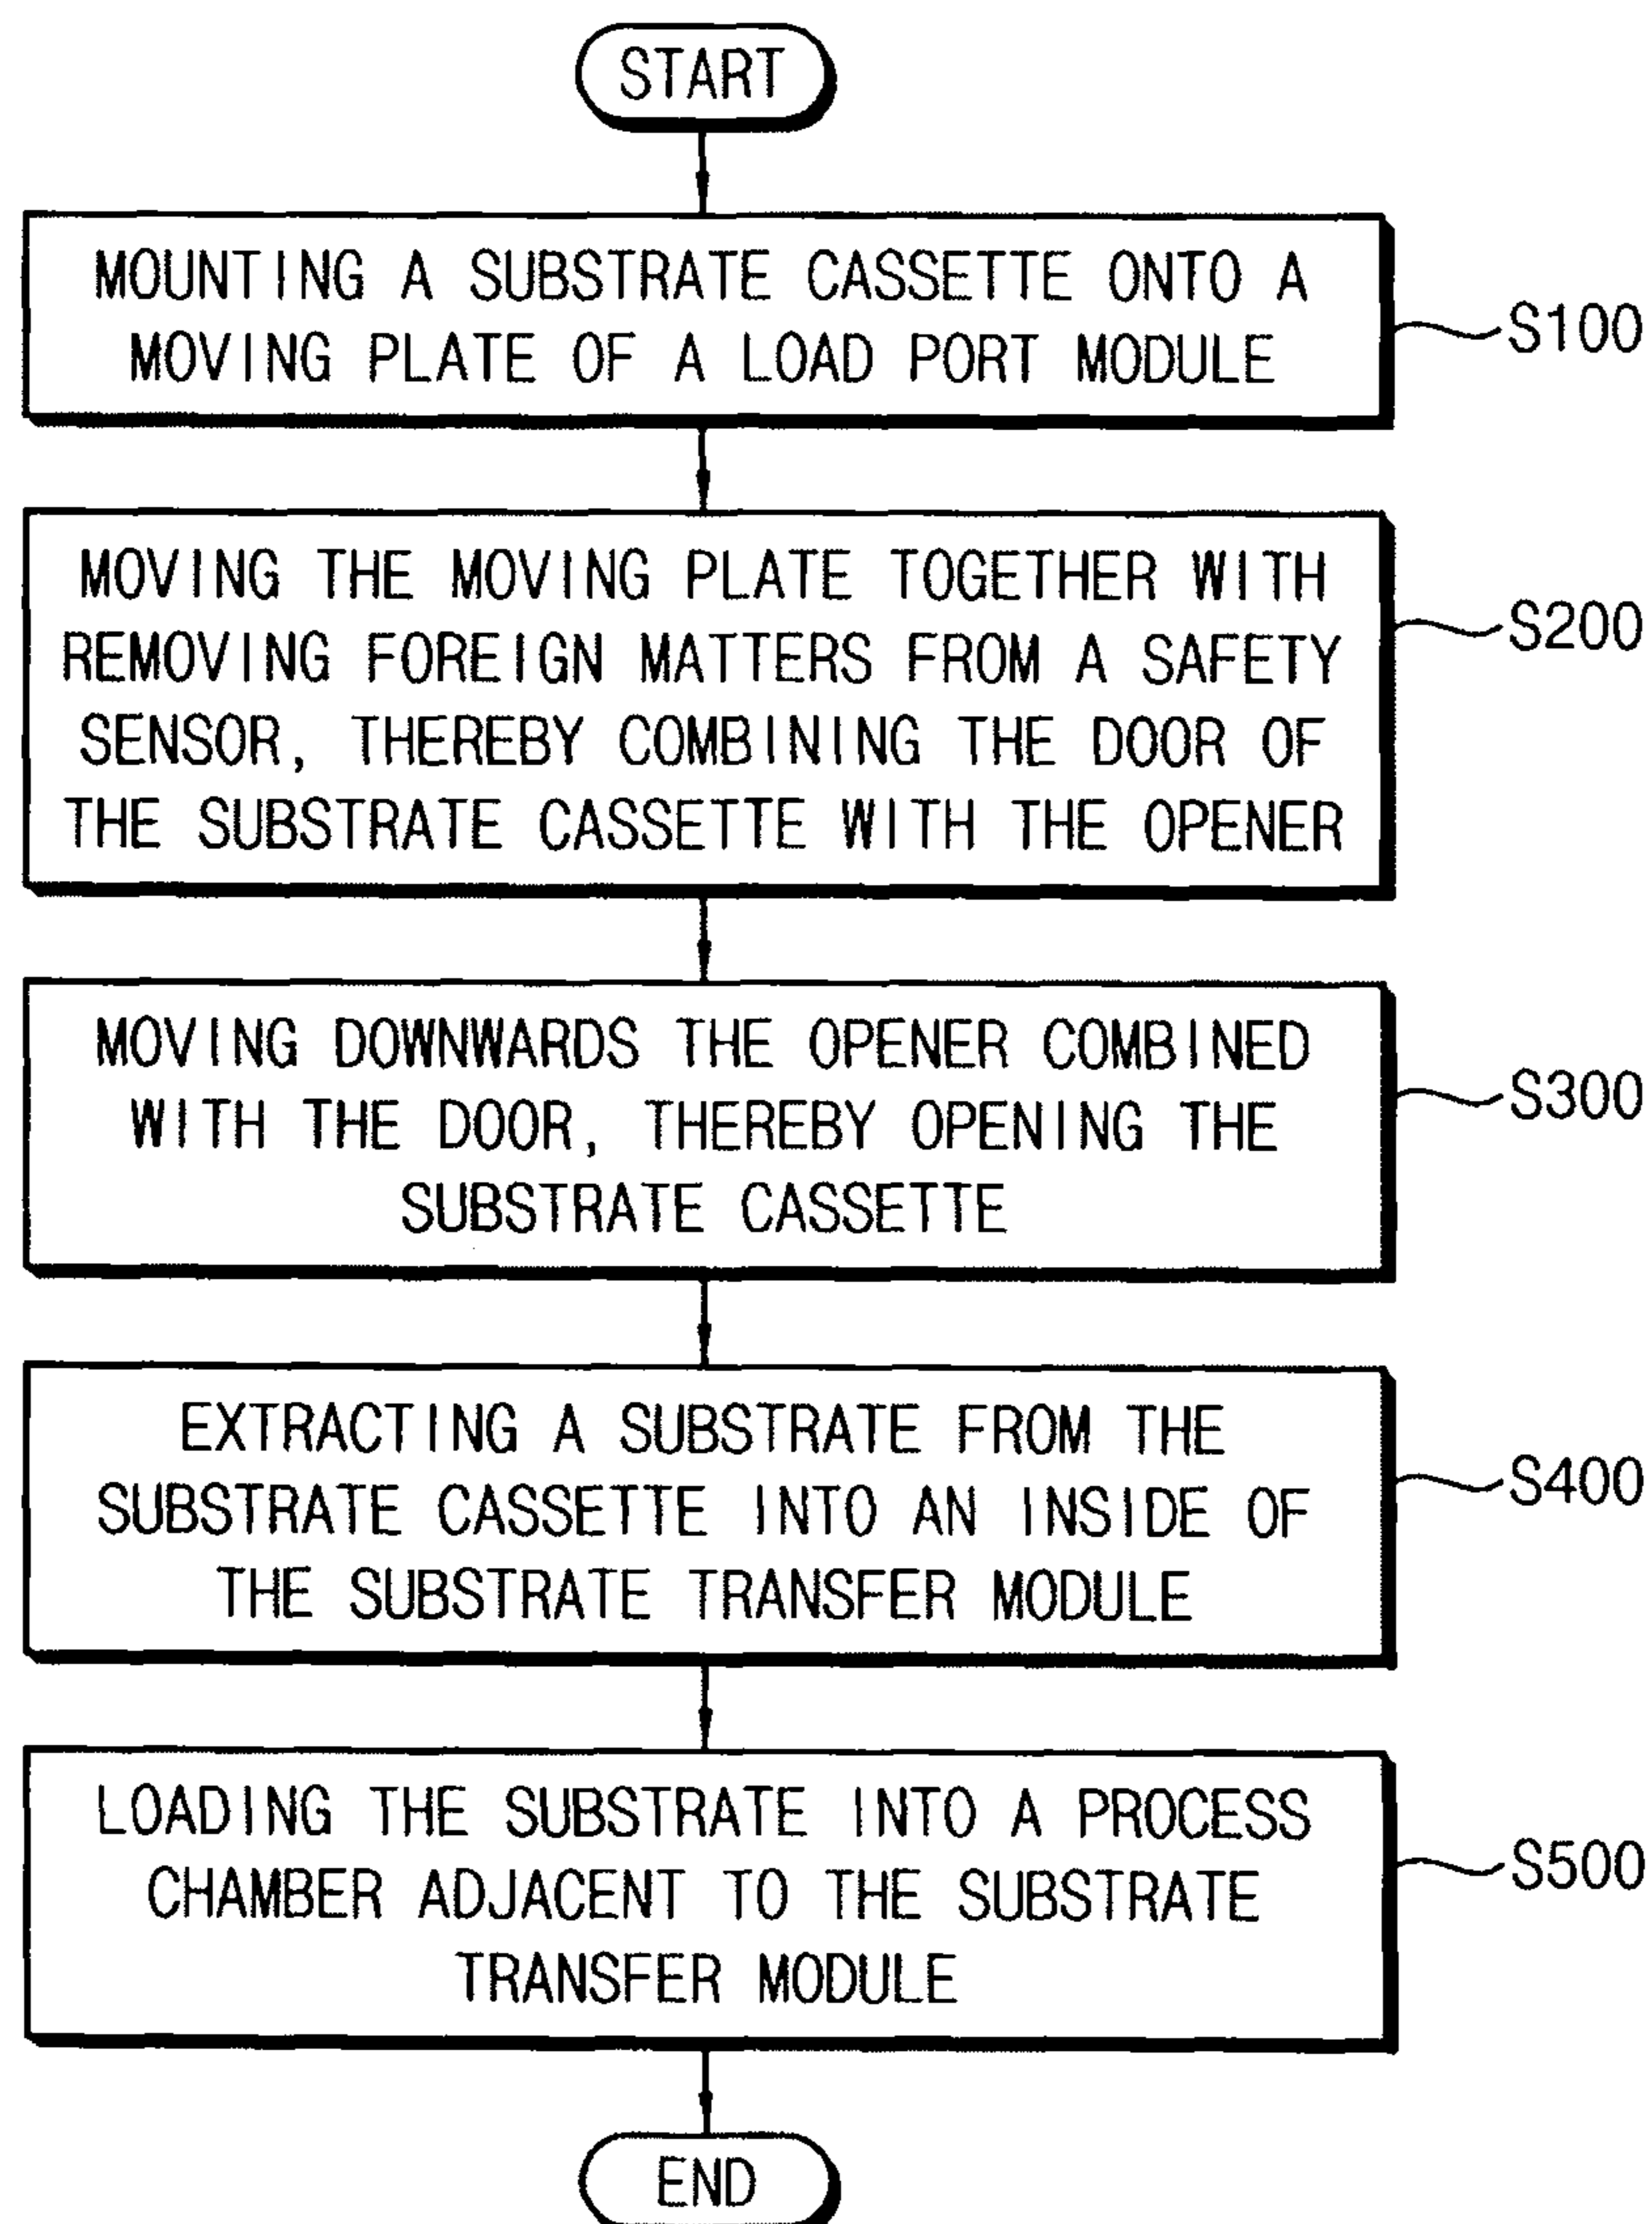 START
MOUNTING A SUBSTRATE CASSETTE ONTO A
MOVING PLATE OF A LOAD PORT MODULE
S100
MOVING THE MOVING PLATE TOGETHER WITH
REMOVING FOREIGN MATTERS FROM A SAFETY
SENSOR, THEREBY COMBINING THE DOOR OF
THE SUBSTRATE CASSETTE WITH THE OPENER
S200
MOVING DOWNWARDS THE OPENER COMBINED
WITH THE DOOR, THEREBY OPENING THE
SUBSTRATE CASSETTE
S300
EXTRACTING A SUBSTRATE FROM THE
SUBSTRATE CASSETTE INTO AN INSIDE OF
THE SUBSTRATE TRANSFER MODULE
S400
LOADING THE SUBSTRATE INTO A PROCESS
CHAMBER ADJACENT TO THE SUBSTRATE
TRANSFER MODULE
S500
END